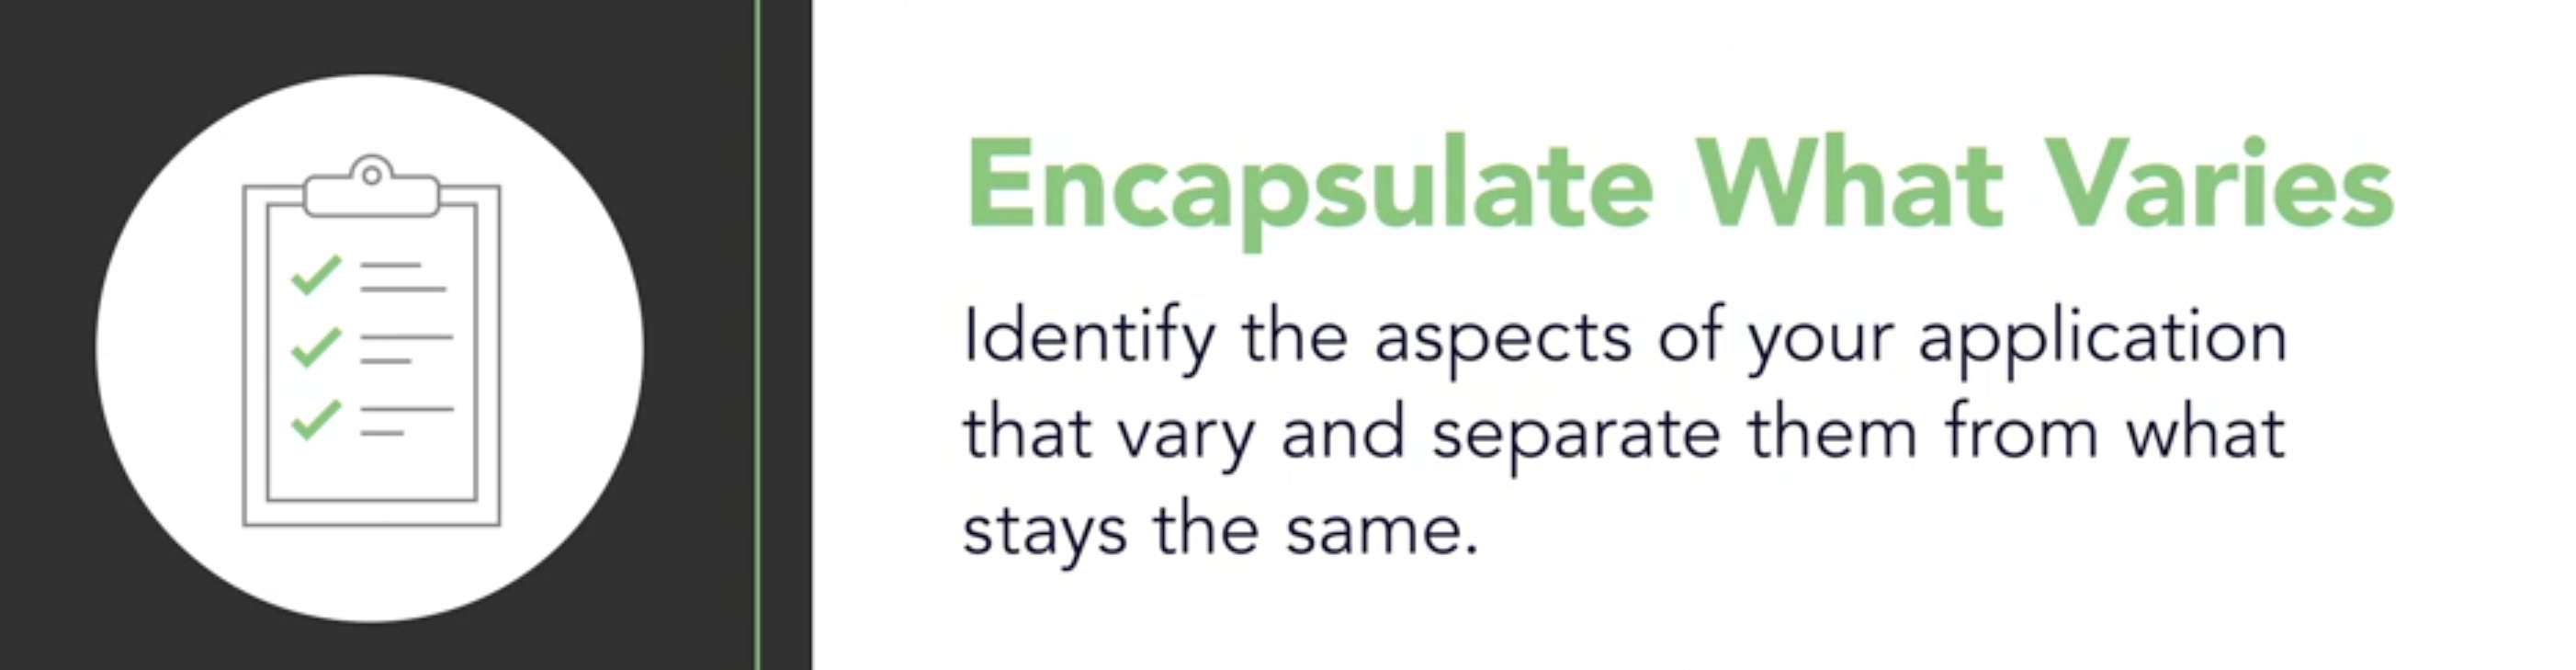 Encapsulate What Varies
Identify the aspects of your application
that vary and separate them from what
stays the same.